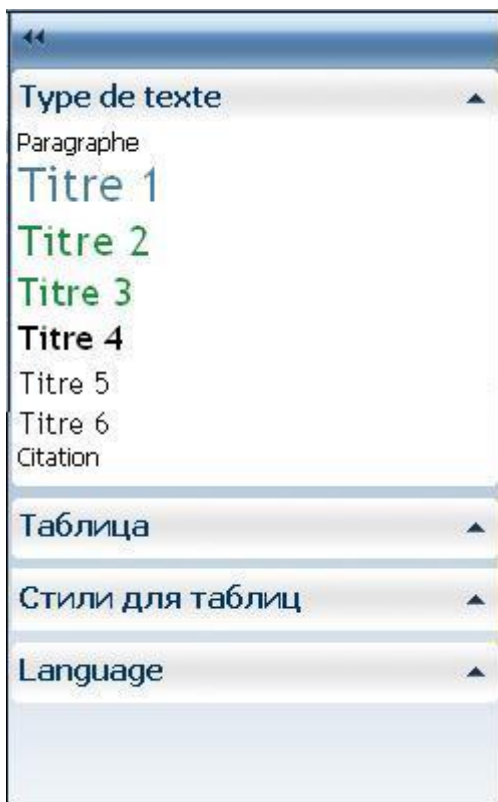 Type de texte
Paragraphe
Titre 1
Titre 2
Titre 3
Titre 4
Titre 5
Titre 6
Citation
Таблица
Стили для таблиц
Language